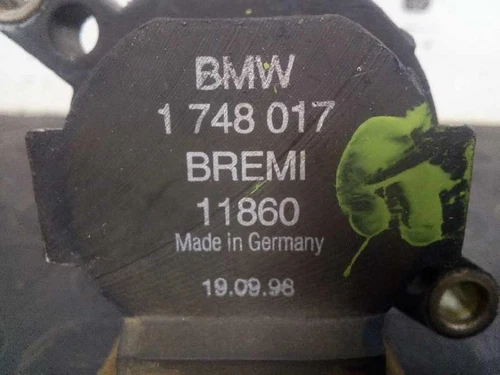 BMW
1 748 017
BREMI
11860
Made in Germany
19.09.98